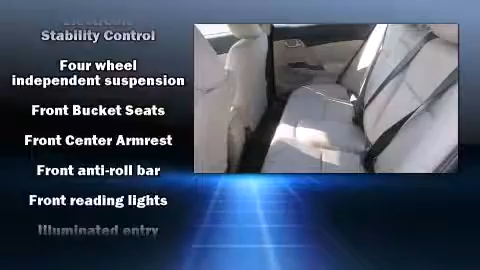 Electronic
Stability Control
Four wheel
independent suspension
Front Bucket Seats
Front Center Armrest
Front anti-roll bar
Front reading lights
Illuminated entry